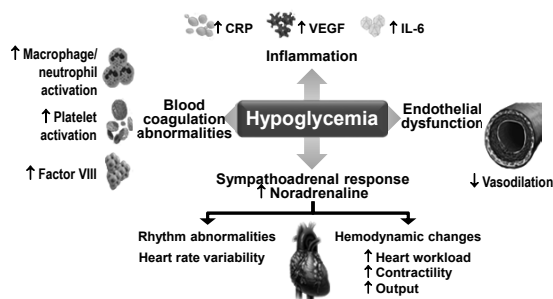 ↑ CRP ↑ VEGF ↑ IL-6
Inflammation
↑ Macrophage/
neutrophil
activation
↑ Platelet
activation
↑ Factor VIII
Blood
coagulation
abnormalities
Hypoglycemia
Endothelial
dysfunction
↓ Vasodilation
Sympathoadrenal response
↑ Noradrenaline
Rhythm abnormalities
Heart rate variability
Hemodynamic changes
↑ Heart workload
↑ Contractility
↑ Output